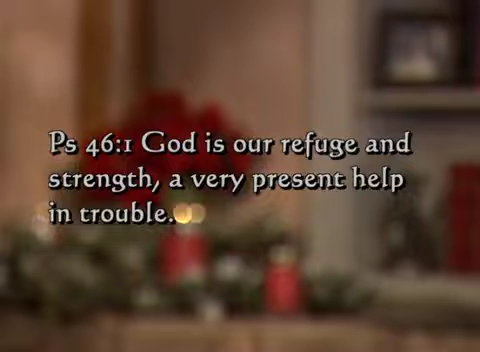 Ps 46:1 God is our refuge and
strength, a very present help
in trouble.